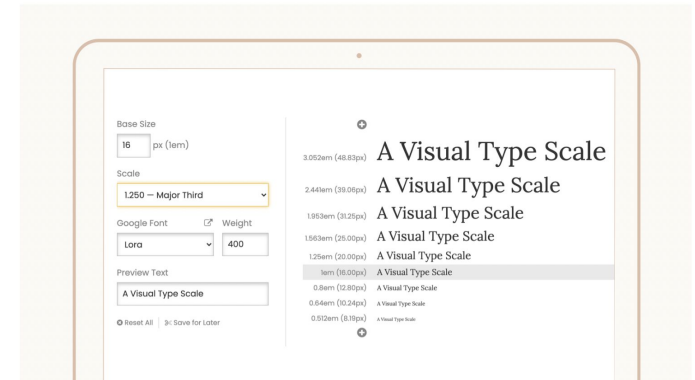 Base Size
16 px (1em)
Scale
1.250 — Major Third
Google Font Weight
Lora 400
Preview Text
A Visual Type Scale
Reset All Save for Later
3.052em (48.83px) A Visual Type Scale
2.441em (39.06px) A Visual Type Scale
1.953em (31.25px) A Visual Type Scale
1.563em (25.00px) A Visual Type Scale
1.25em (20.00px) A Visual Type Scale
1em (16.00px) A Visual Type Scale
0.8em (12.80px) A Visual Type Scale
0.64em (10.24px) A Visual Type Scale
0.512em (8.19px) A Visual Type Scale